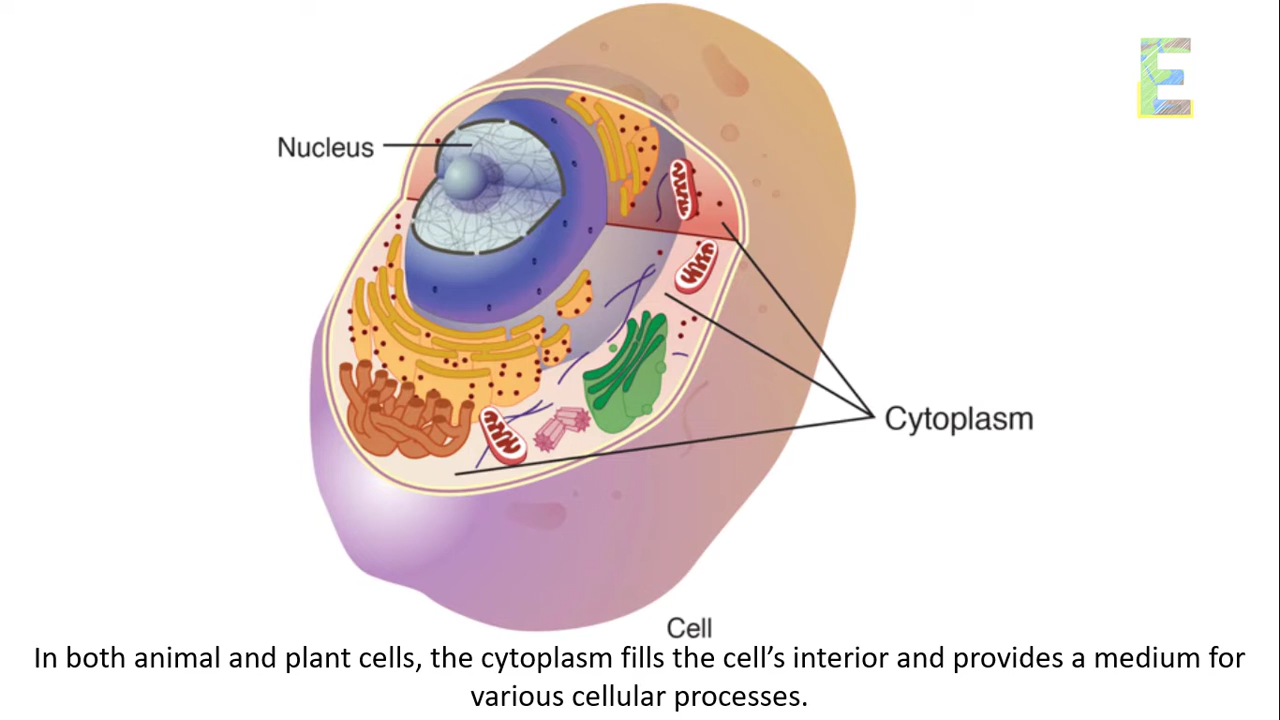 E
Nucleus
Cytoplasm
Cell
In both animal and plant cells, the cytoplasm fills the cell’s interior and provides a medium for
various cellular processes.